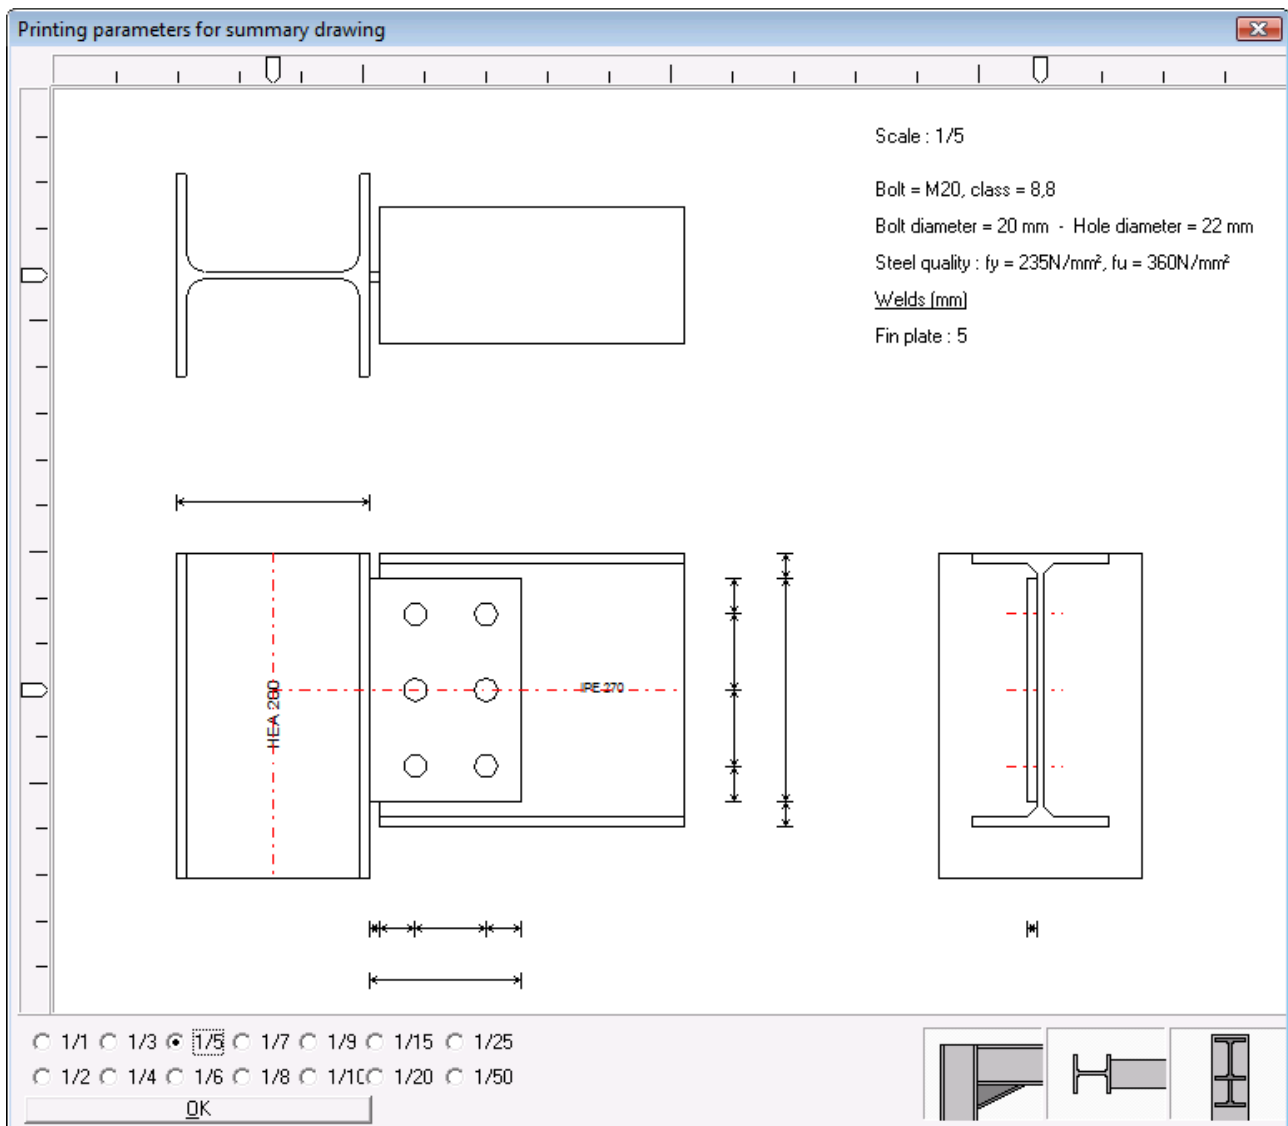 Printing parameters for summary drawing
Scale : 1/5
Bolt = M20, class = 8,8
Bolt diameter = 20 mm - Hole diameter = 22 mm
Steel quality : fy = 235N/mm², fu = 360N/mm²
Welds (mm)
Fin plate : 5
HEA 200
IPE 270
1/1 1/3 1/5 1/7 1/9 1/15 1/25
1/2 1/4 1/6 1/8 1/10 1/20 1/50
OK